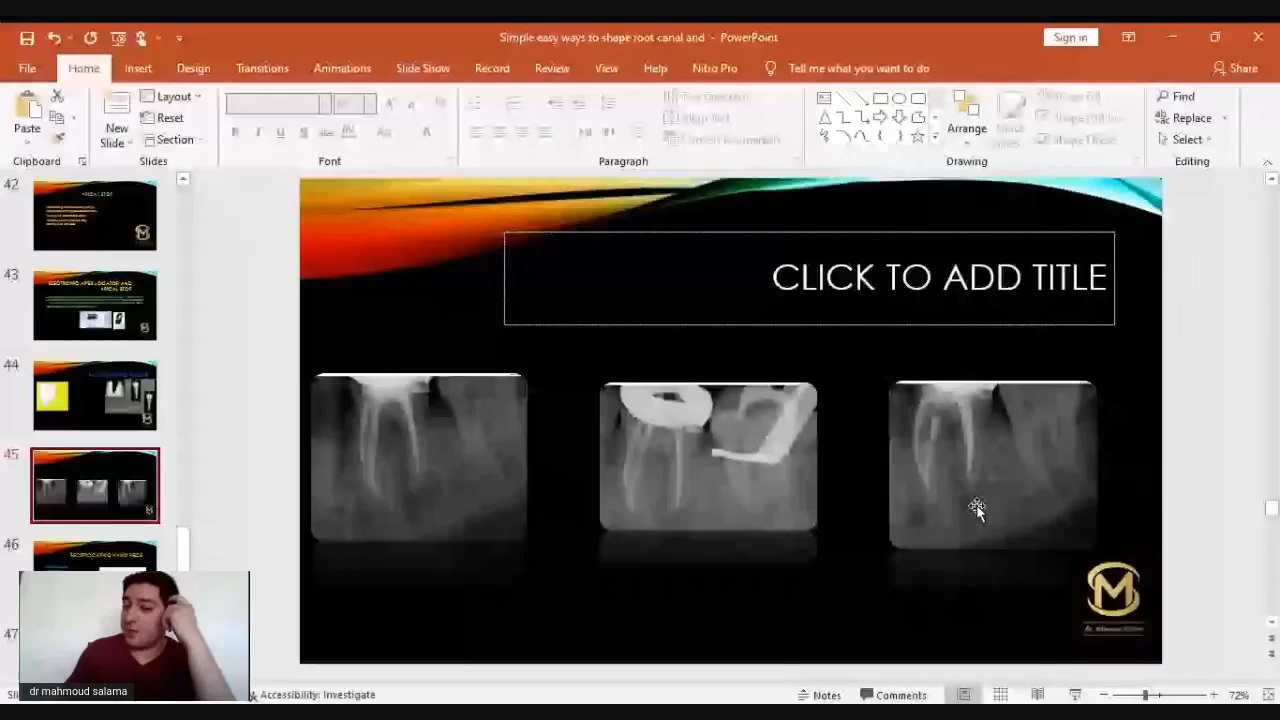 Simple easy ways to shape root canal and - PowerPoint
Sign in
File Home Insert Design Transitions Animations Slide Show Record Review View Help Nitro Pro Tell me what you want to do Share
Paste
New Slide
Layout
Reset
Section
Arrange
Find
Replace
Select
Clipboard Slides Font Paragraph Drawing Editing
42
43
44
45
46
47
CLICK TO ADD TITLE
M
dr mahmoud salama
Accessibility: Investigate
Notes Comments 72%